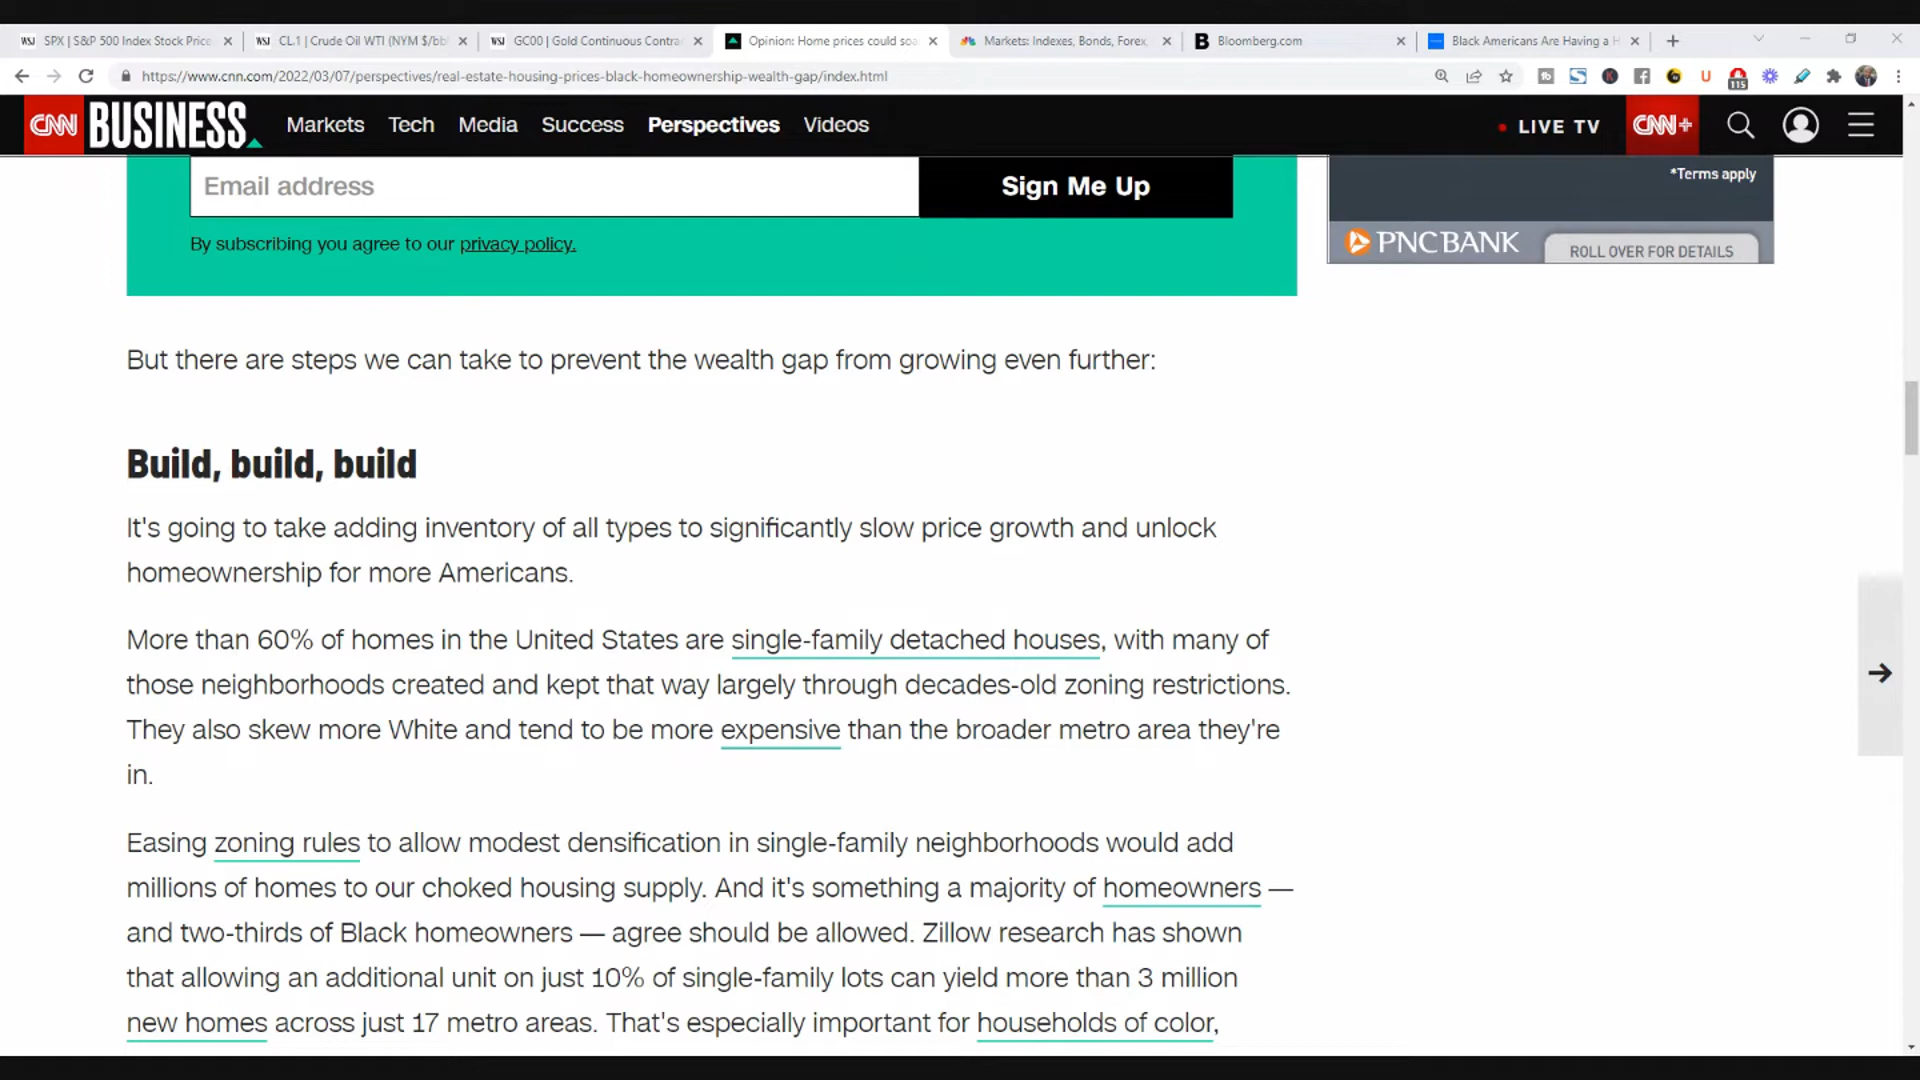 SPX | S&P 500 Index Stock Price
CL.1 | Crude Oil WTI (NYM $/bb
GC00 | Gold Continuous Contra
Opinion: Home prices could soa
Markets: Indexes, Bonds, Forex,
Bloomberg.com
Black Americans Are Having a H
https://www.cnn.com/2022/03/07/perspectives/real-estate-housing-prices-black-homeownership-wealth-gap/index.html
115
CNN BUSINESS
Markets
Tech
Media
Success
Perspectives
Videos
LIVE TV
CNN+
Email address
Sign Me Up
By subscribing you agree to our privacy policy.
*Terms apply
PNC BANK
ROLL OVER FOR DETAILS
But there are steps we can take to prevent the wealth gap from growing even further:
Build, build, build
It's going to take adding inventory of all types to significantly slow price growth and unlock
homeownership for more Americans.
More than 60% of homes in the United States are single-family detached houses, with many of
those neighborhoods created and kept that way largely through decades-old zoning restrictions.
They also skew more White and tend to be more expensive than the broader metro area they're
in.
Easing zoning rules to allow modest densification in single-family neighborhoods would add
millions of homes to our choked housing supply. And it's something a majority of homeowners —
and two-thirds of Black homeowners — agree should be allowed. Zillow research has shown
that allowing an additional unit on just 10% of single-family lots can yield more than 3 million
new homes across just 17 metro areas. That's especially important for households of color,